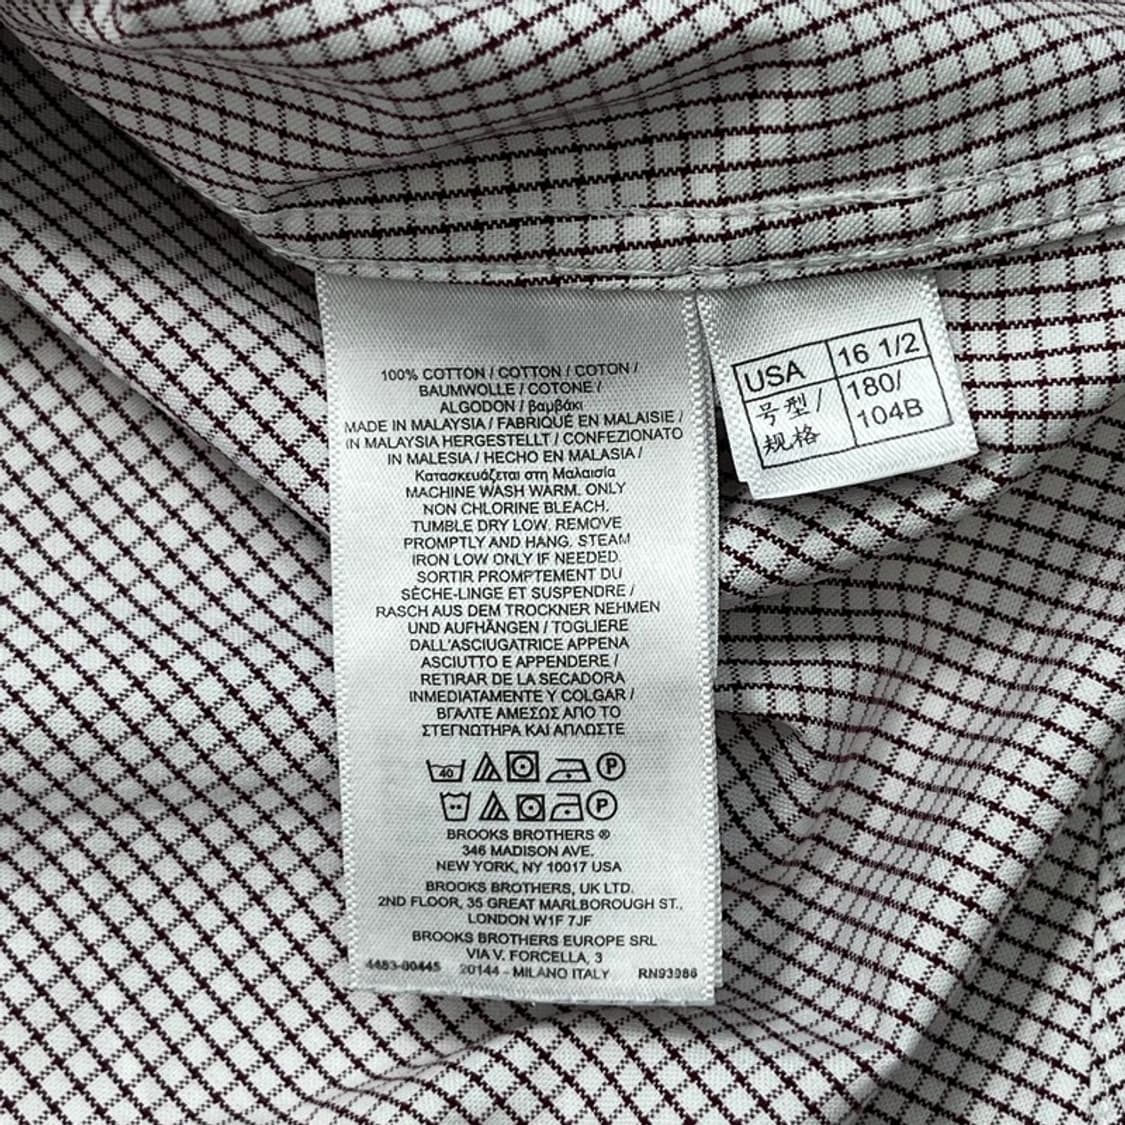 100% COTTON / COTTON / COTON /
BAUMWOLLE / COTONE /
ALGODON / βαμβάκι
MADE IN MALAYSIA / FABRIQUÉ EN MALAISIE /
IN MALAYSIA HERGESTELLT / CONFEZIONATO
IN MALESIA / HECHO EN MALASIA /
Κατασκευάζεται στη Μαλαισία
MACHINE WASH WARM. ONLY
NON CHLORINE BLEACH.
TUMBLE DRY LOW. REMOVE
PROMPTLY AND HANG. STEAM
IRON LOW ONLY IF NEEDED.
SORTIR PROMPTEMENT DU
SÈCHE-LINGE ET SUSPENDRE /
RASCH AUS DEM TROCKNER NEHMEN
UND AUFHÄNGEN / TOGLIERE
DALL'ASCIUGATRICE APPENA
ASCIUTTO E APPENDERE /
RETIRAR DE LA SECADORA
INMEDIATAMENTE Y COLGAR /
ΒΓΑΛΤΕ ΑΜΕΣΩΣ ΑΠΟ ΤΟ
ΣΤΕΓΝΩΤΗΡΑ ΚΑΙ ΑΠΛΩΣΤΕ
40 P
P
BROOKS BROTHERS ®
346 MADISON AVE.
NEW YORK, NY 10017 USA
BROOKS BROTHERS, UK LTD.
2ND FLOOR, 35 GREAT MARLBOROUGH ST.,
LONDON W1F 7JF
BROOKS BROTHERS EUROPE SRL
VIA V. FORCELLA, 3
4483-00445 20144 - MILANO ITALY RN93086
USA 16 1/2
号型/ 180/
规格 104B